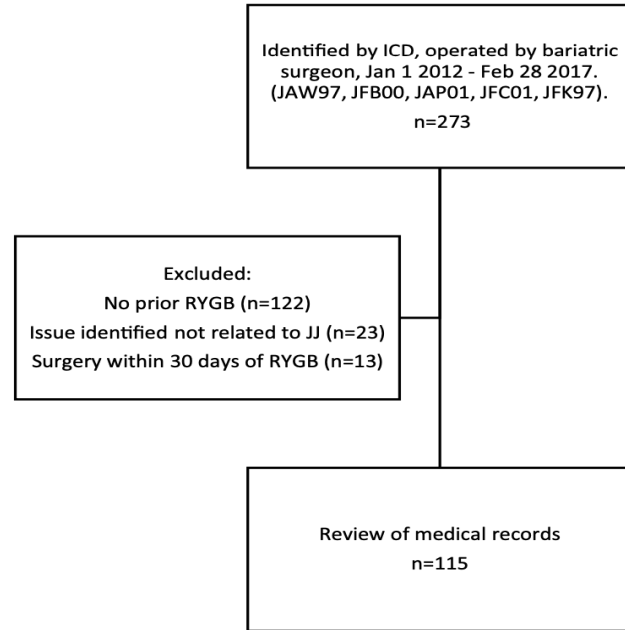 Identified by ICD, operated by bariatric
surgeon, Jan 1 2012 - Feb 28 2017.
(JAW97, JFB00, JAP01, JFC01, JFK97).
n=273
Excluded:
No prior RYGB (n=122)
Issue identified not related to JJ (n=23)
Surgery within 30 days of RYGB (n=13)
Review of medical records
n=115